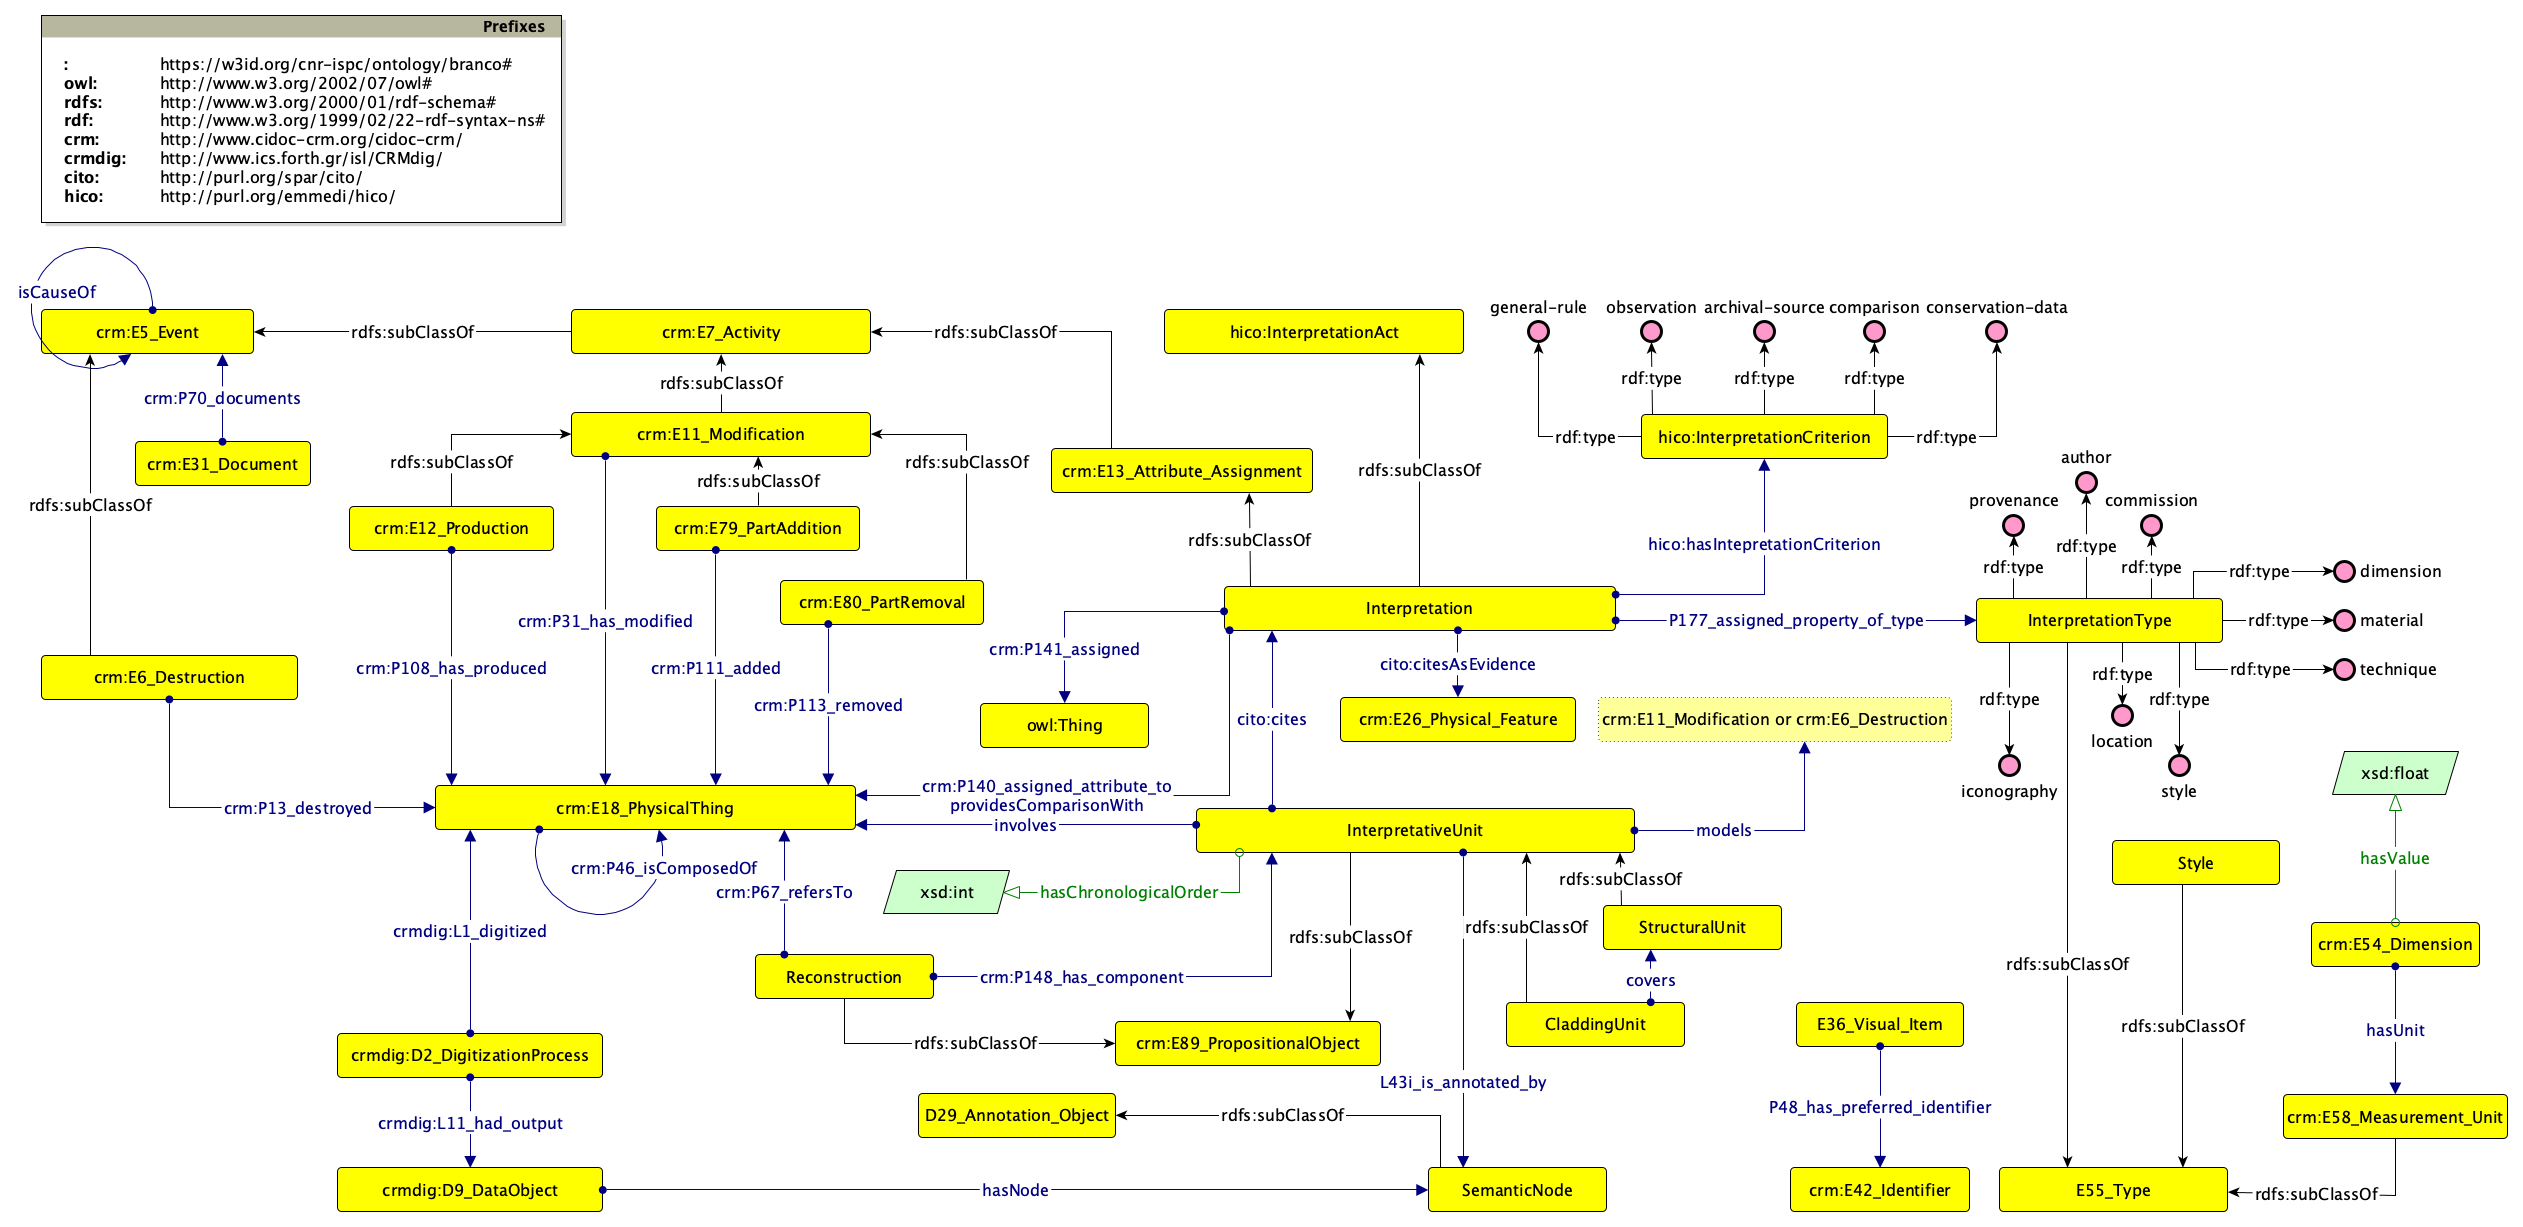 Prefixes
: https://w3id.org/cnr-ispc/ontology/branco#
owl: http://www.w3.org/2002/07/owl#
rdfs: http://www.w3.org/2000/01/rdf-schema#
rdf: http://www.w3.org/1999/02/22-rdf-syntax-ns#
crm: http://www.cidoc-crm.org/cidoc-crm/
crmdig: http://www.ics.forth.gr/isl/CRMdig/
cito: http://purl.org/spar/cito/
hico: http://purl.org/emmedi/hico/
isCauseOf
crm:E5_Event
rdfs:subClassOf
crm:E7_Activity
rdfs:subClassOf
hico:InterpretationAct
general-rule
observation
archival-source
comparison
conservation-data
rdf:type
rdf:type
rdf:type
rdfs:subClassOf
crm:P70_documents
crm:E11_Modification
rdf:type
hico:InterpretationCriterion
rdf:type
crm:E31_Document
rdfs:subClassOf
rdfs:subClassOf
rdfs:subClassOf
crm:E13_Attribute_Assignment
rdfs:subClassOf
author
provenance
commission
rdfs:subClassOf
crm:E12_Production
crm:E79_PartAddition
rdfs:subClassOf
hico:hasIntepretationCriterion
rdf:type
rdf:type
rdf:type
rdf:type
dimension
crm:E80_PartRemoval
Interpretation
crm:P31_has_modified
P177_assigned_property_of_type
InterpretationType
rdf:type
material
crm:P141_assigned
cito:citesAsEvidence
crm:P108_has_produced
crm:P111_added
rdf:type
rdf:type
technique
crm:E6_Destruction
crm:P113_removed
rdf:type
rdf:type
owl:Thing
cito:cites
crm:E26_Physical_Feature
crm:E11_Modification or crm:E6_Destruction
location
xsd:float
iconography
style
crm:P13_destroyed
crm:E18_PhysicalThing
crm:P140_assigned_attribute_to
providesComparisonWith
involves
InterpretativeUnit
models
crm:P46_isComposedOf
crm:P67_refersTo
xsd:int
hasChronologicalOrder
rdfs:subClassOf
Style
hasValue
crmdig:L1_digitized
rdfs:subClassOf
rdfs:subClassOf
StructuralUnit
crm:E54_Dimension
Reconstruction
crm:P148_has_component
covers
rdfs:subClassOf
CladdingUnit
E36_Visual_Item
rdfs:subClassOf
hasUnit
crmdig:D2_DigitizationProcess
rdfs:subClassOf
crm:E89_PropositionalObject
L43i_is_annotated_by
crmdig:L11_had_output
D29_Annotation_Object
rdfs:subClassOf
P48_has_preferred_identifier
crm:E58_Measurement_Unit
crmdig:D9_DataObject
hasNode
SemanticNode
crm:E42_Identifier
E55_Type
rdfs:subClassOf